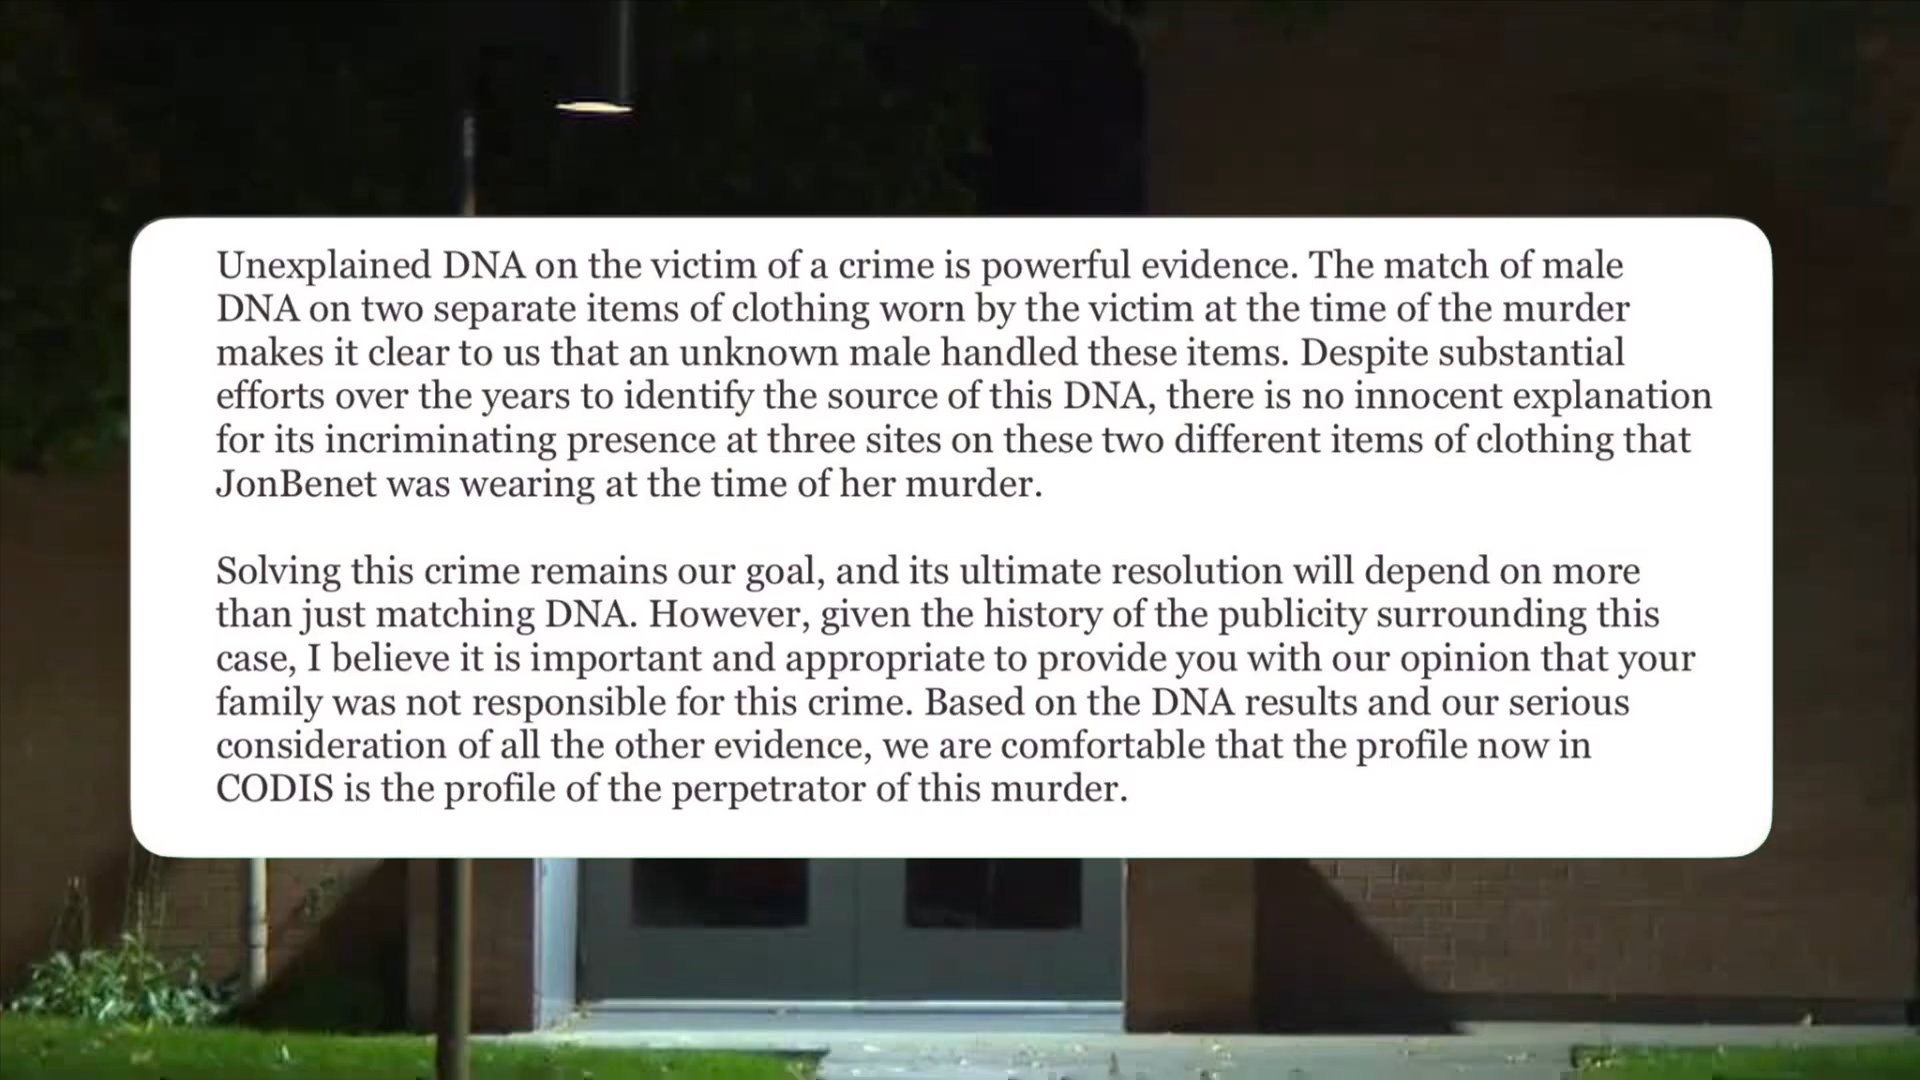 Unexplained DNA on the victim of a crime is powerful evidence. The match of male
DNA on two separate items of clothing worn by the victim at the time of the murder
makes it clear to us that an unknown male handled these items. Despite substantial
efforts over the years to identify the source of this DNA, there is no innocent explanation
for its incriminating presence at three sites on these two different items of clothing that
JonBenet was wearing at the time of her murder.
Solving this crime remains our goal, and its ultimate resolution will depend on more
than just matching DNA. However, given the history of the publicity surrounding this
case, I believe it is important and appropriate to provide you with our opinion that your
family was not responsible for this crime. Based on the DNA results and our serious
consideration of all the other evidence, we are comfortable that the profile now in
CODIS is the profile of the perpetrator of this murder.